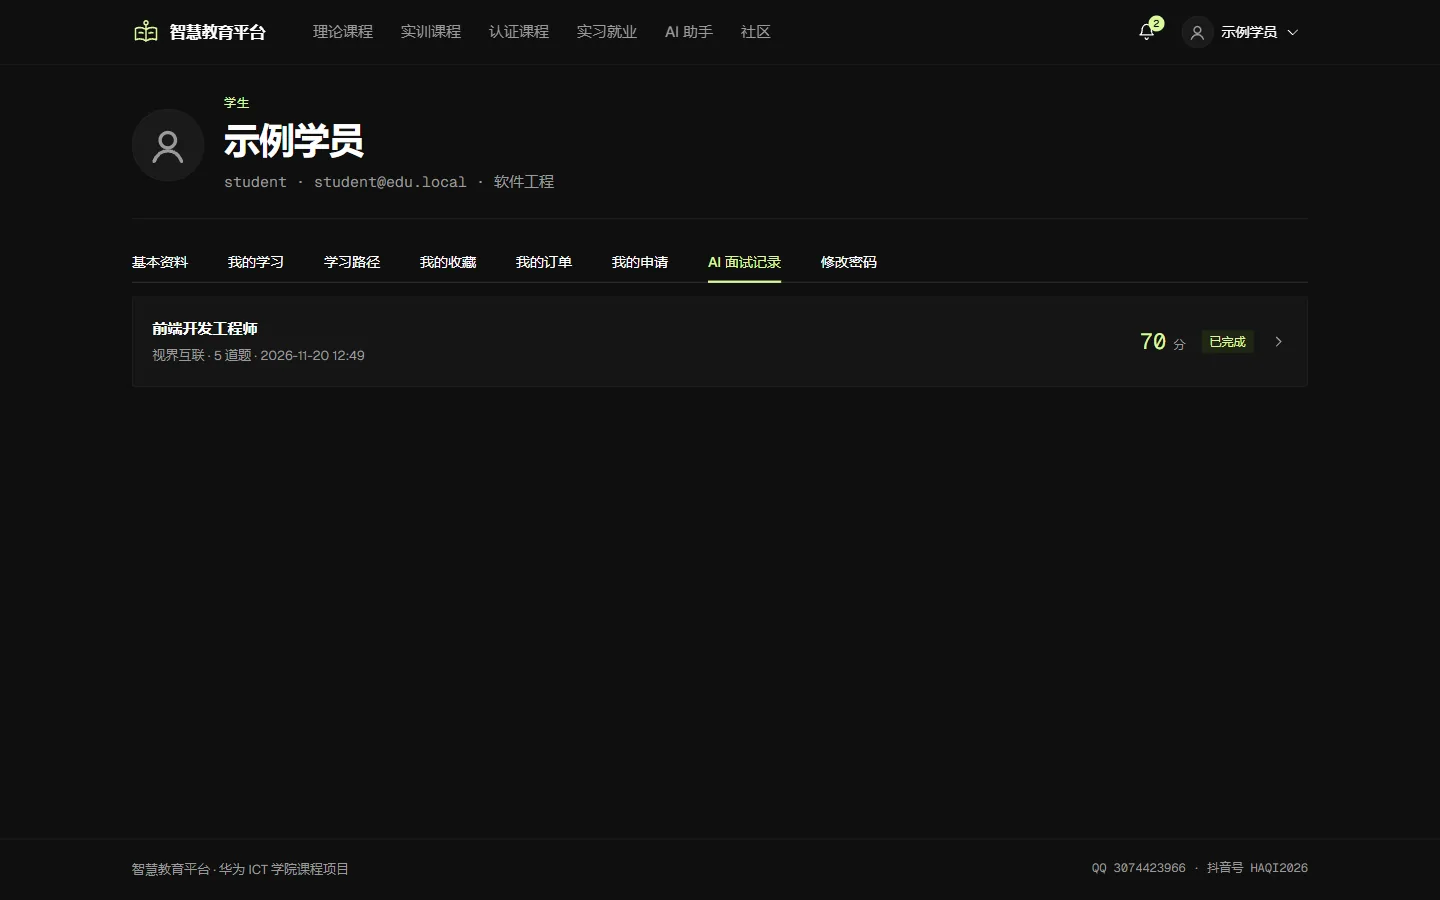 智慧教育平台 理论课程 实训课程 认证课程 实习就业 AI 助手 社区 2 示例学员
学生
示例学员
student · student@edu.local · 软件工程
基本资料 我的学习 学习路径 我的收藏 我的订单 我的申请 AI 面试记录 修改密码
前端开发工程师
视界互联 · 5 道题 · 2026-11-20 12:49
70 分 已完成
智慧教育平台 · 华为 ICT 学院课程项目
QQ 3074423966 · 抖音号 HAQI2026